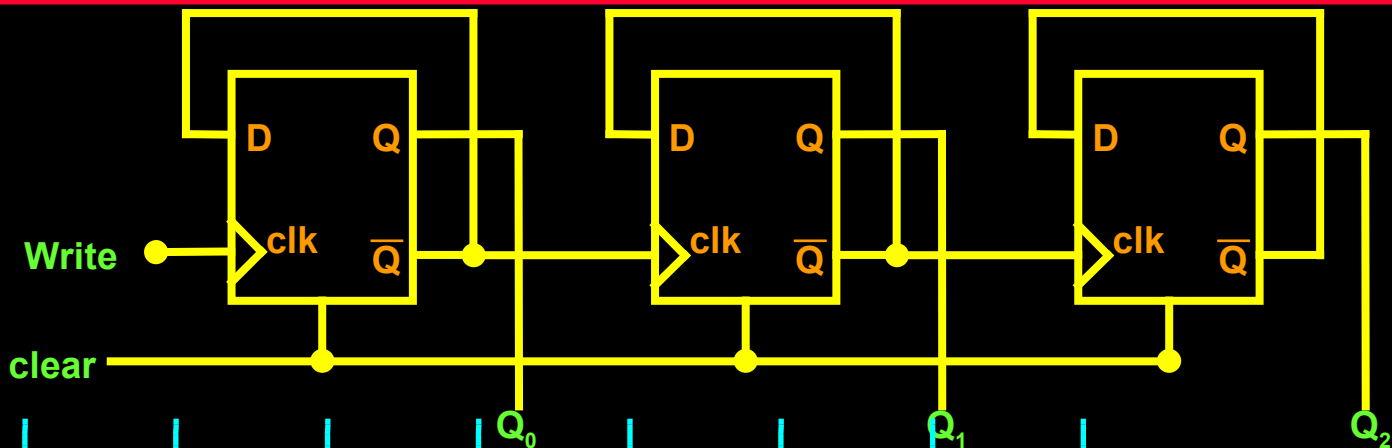 D Q D Q D Q
Write clk Q̅ clk Q̅ clk Q̅
clear
Q₀ Q₁ Q₂